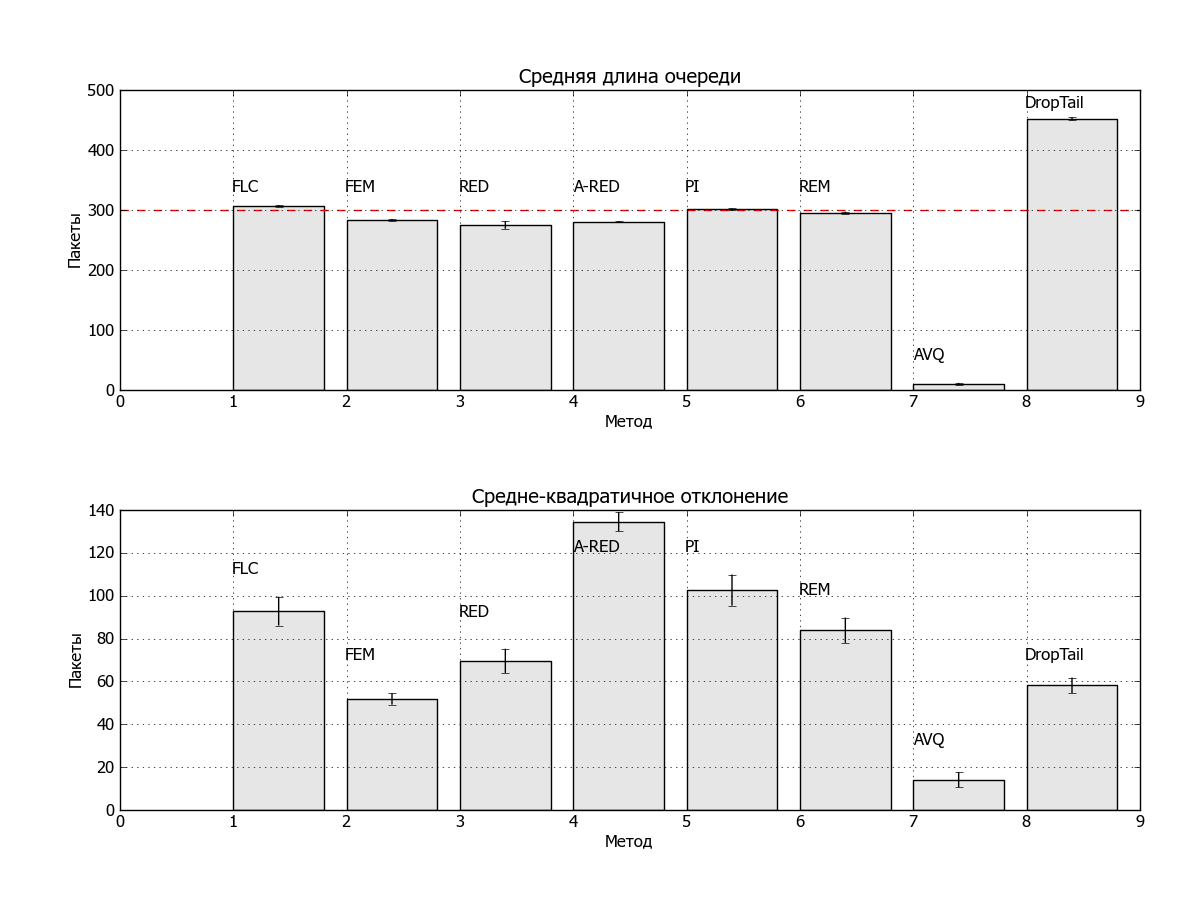 Средняя длина очереди
500
DropTail
400
FLC
FEM
RED
A-RED
PI
REM
300
Пакеты
200
100
AVQ
0
0 1 2 3 4 5 6 7 8 9
Метод
Средне-квадратичное отклонение
140
A-RED
PI
120
FLC
REM
100
RED
80
FEM
DropTail
Пакеты
60
40
AVQ
20
0
0 1 2 3 4 5 6 7 8 9
Метод